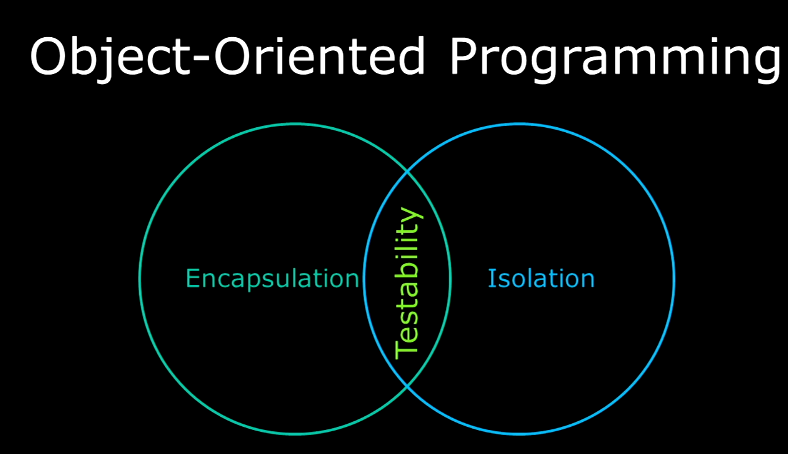 Object-Oriented Programming
Encapsulation
Testability
Isolation